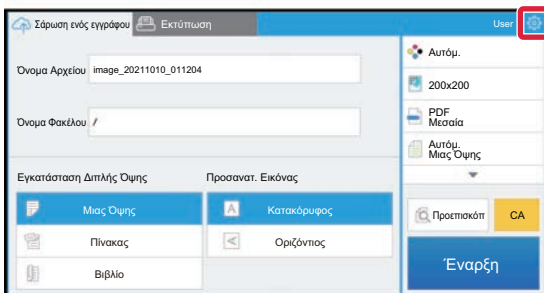 Σάρωση ενός εγγράφου
Εκτύπωση
User
Όνομα Αρχείου
image_20211010_011204
Όνομα Φακέλου
/
Εγκατάσταση Διπλής Όψης
Προσανατ. Εικόνας
Μιας Όψης
A
Κατακόρυφος
Πίνακας
A
Οριζόντιος
Βιβλίο
Αυτόμ.
200x200
PDF
Μεσαία
Αυτόμ.
Μιας Όψης
Προεπισκόπ
CA
Έναρξη